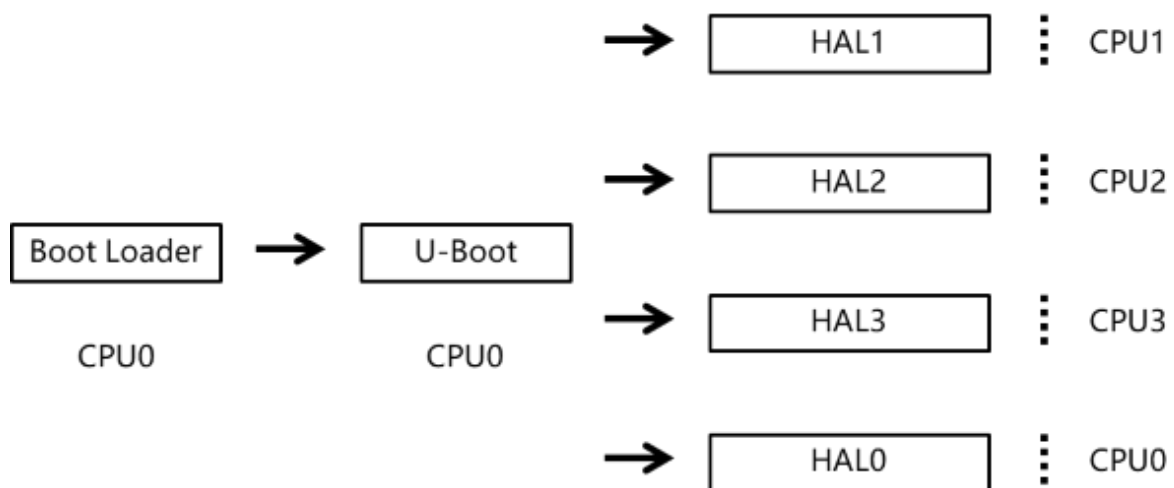 HAL1 CPU1
HAL2 CPU2
Boot Loader U-Boot
HAL3 CPU3
CPU0 CPU0
HAL0 CPU0